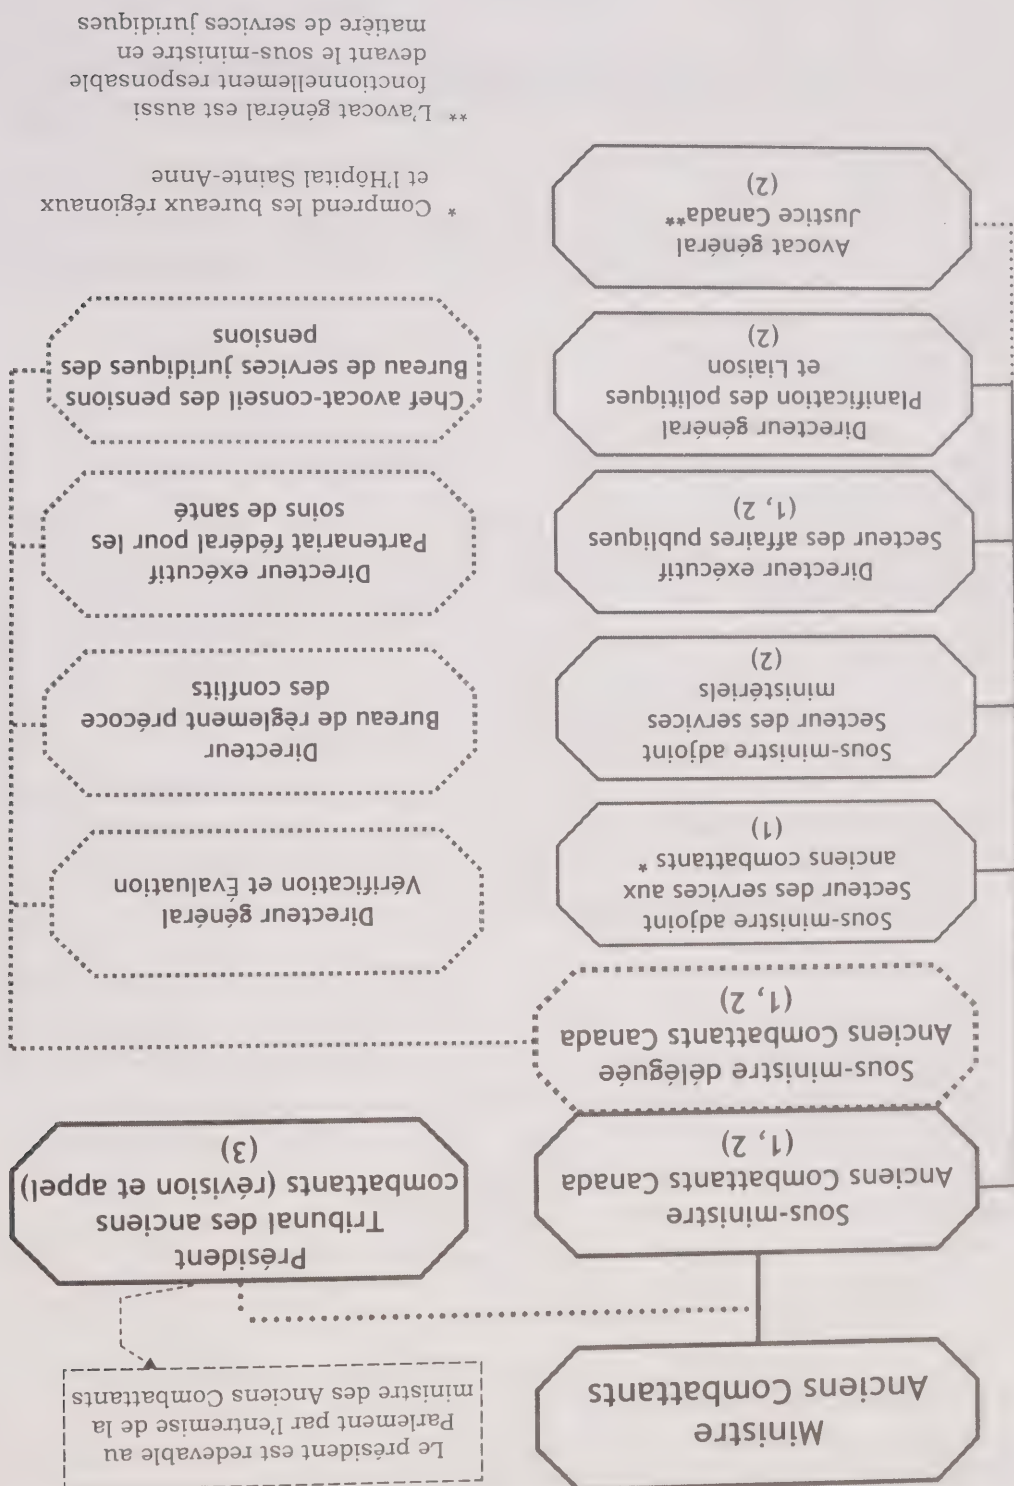 Ministre
Anciens Combattants
Le président est redevable au
Parlement par l'entremise de la
ministre des Anciens Combattants
Sous-ministre
Anciens Combattants Canada
(1, 2)
Président
Tribunal des anciens
combattants (révision et appel)
(3)
Sous-ministre déléguée
Anciens Combattants Canada
(1, 2)
Sous-ministre adjoint
Secteur des services aux
anciens combattants *
(1)
Sous-ministre adjoint
Secteur des services
ministériels
(2)
Directeur exécutif
Secteur des affaires publiques
(1, 2)
Directeur général
Planification des politiques
et Liaison
(2)
Avocat général
Justice Canada**
(2)
Directeur général
Vérification et Évaluation
Directeur
Bureau de règlement précoce
des conflits
Directeur exécutif
Partenariat fédéral pour les
soins de santé
Chef avocat-conseil des pensions
Bureau de services juridiques des
pensions
* Comprend les bureaux régionaux
et l'Hôpital Sainte-Anne
** L'avocat général est aussi
fonctionnellement responsable
devant le sous-ministre en
matière de services juridiques